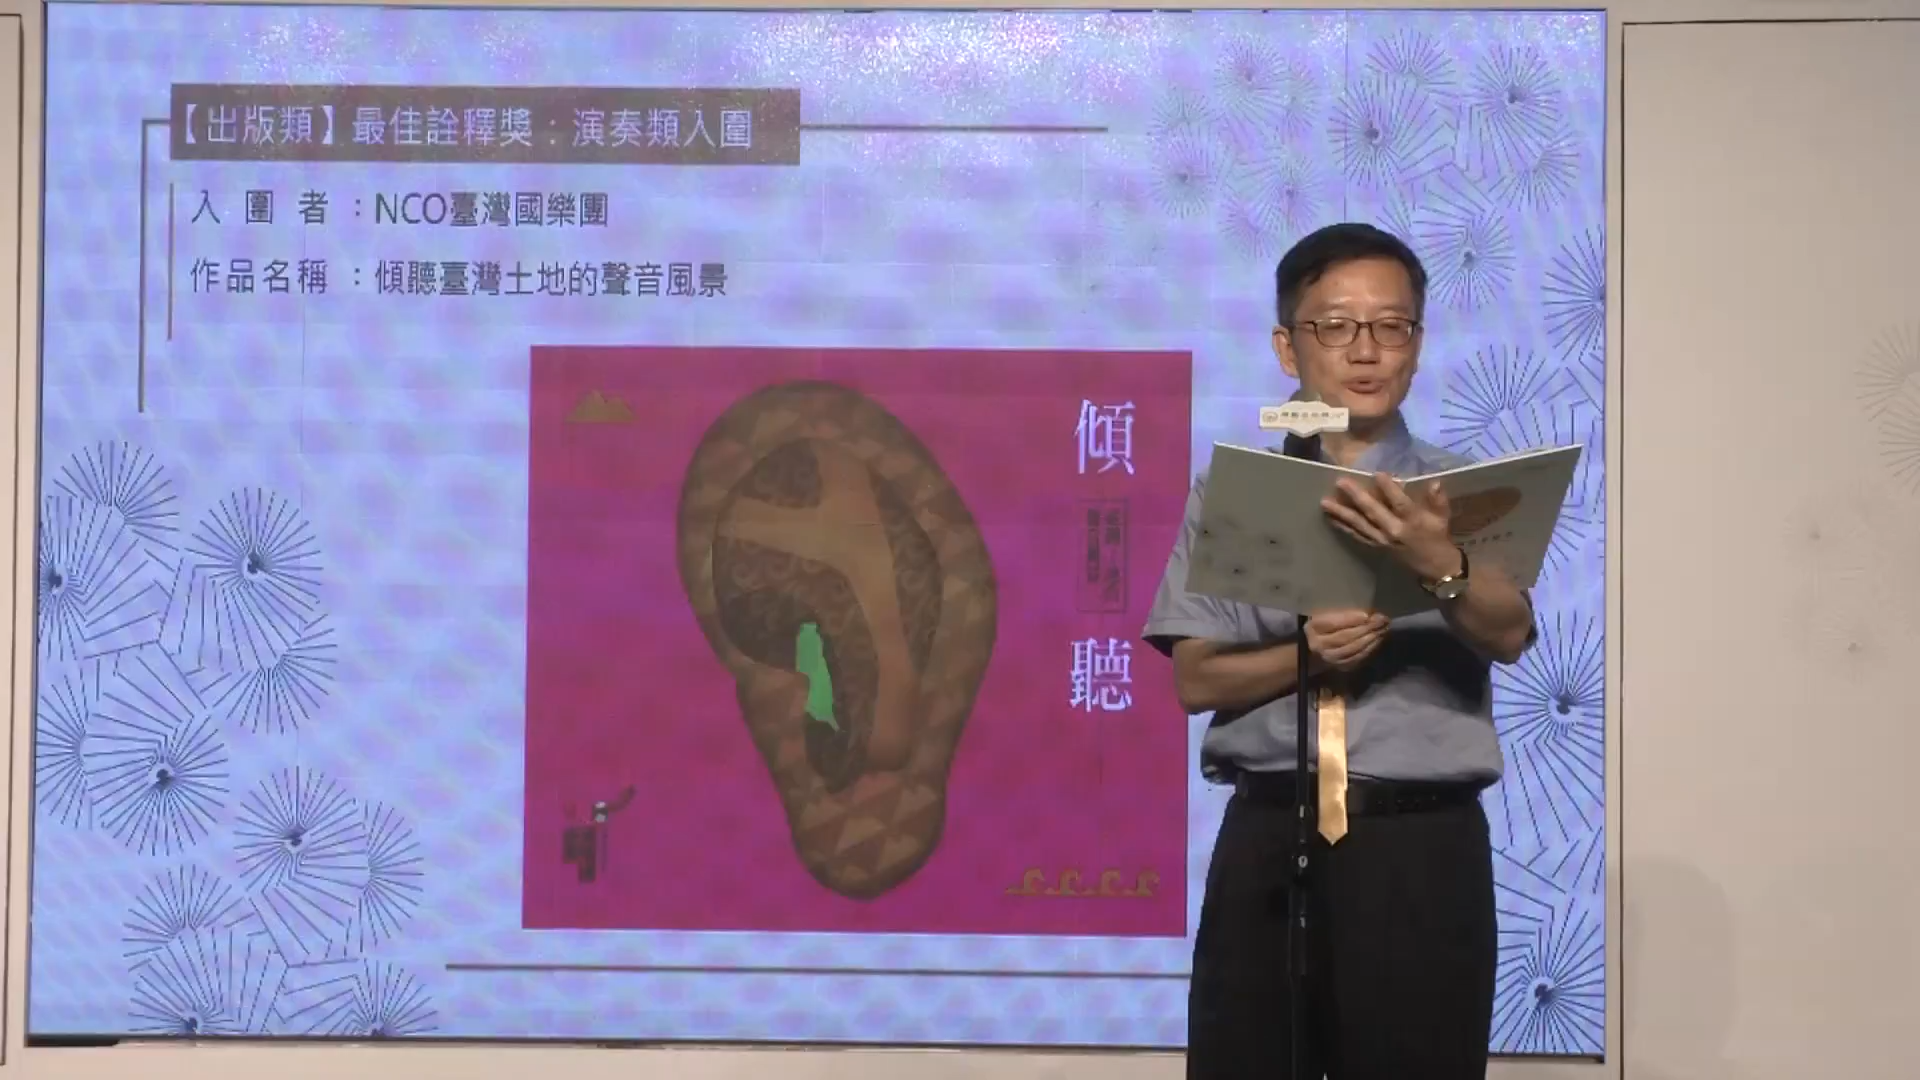 【出版類】最佳詮釋獎：演奏類入圍
入圍者：NCO臺灣國樂團
作品名稱：傾聽臺灣土地的聲音風景
傾
聽